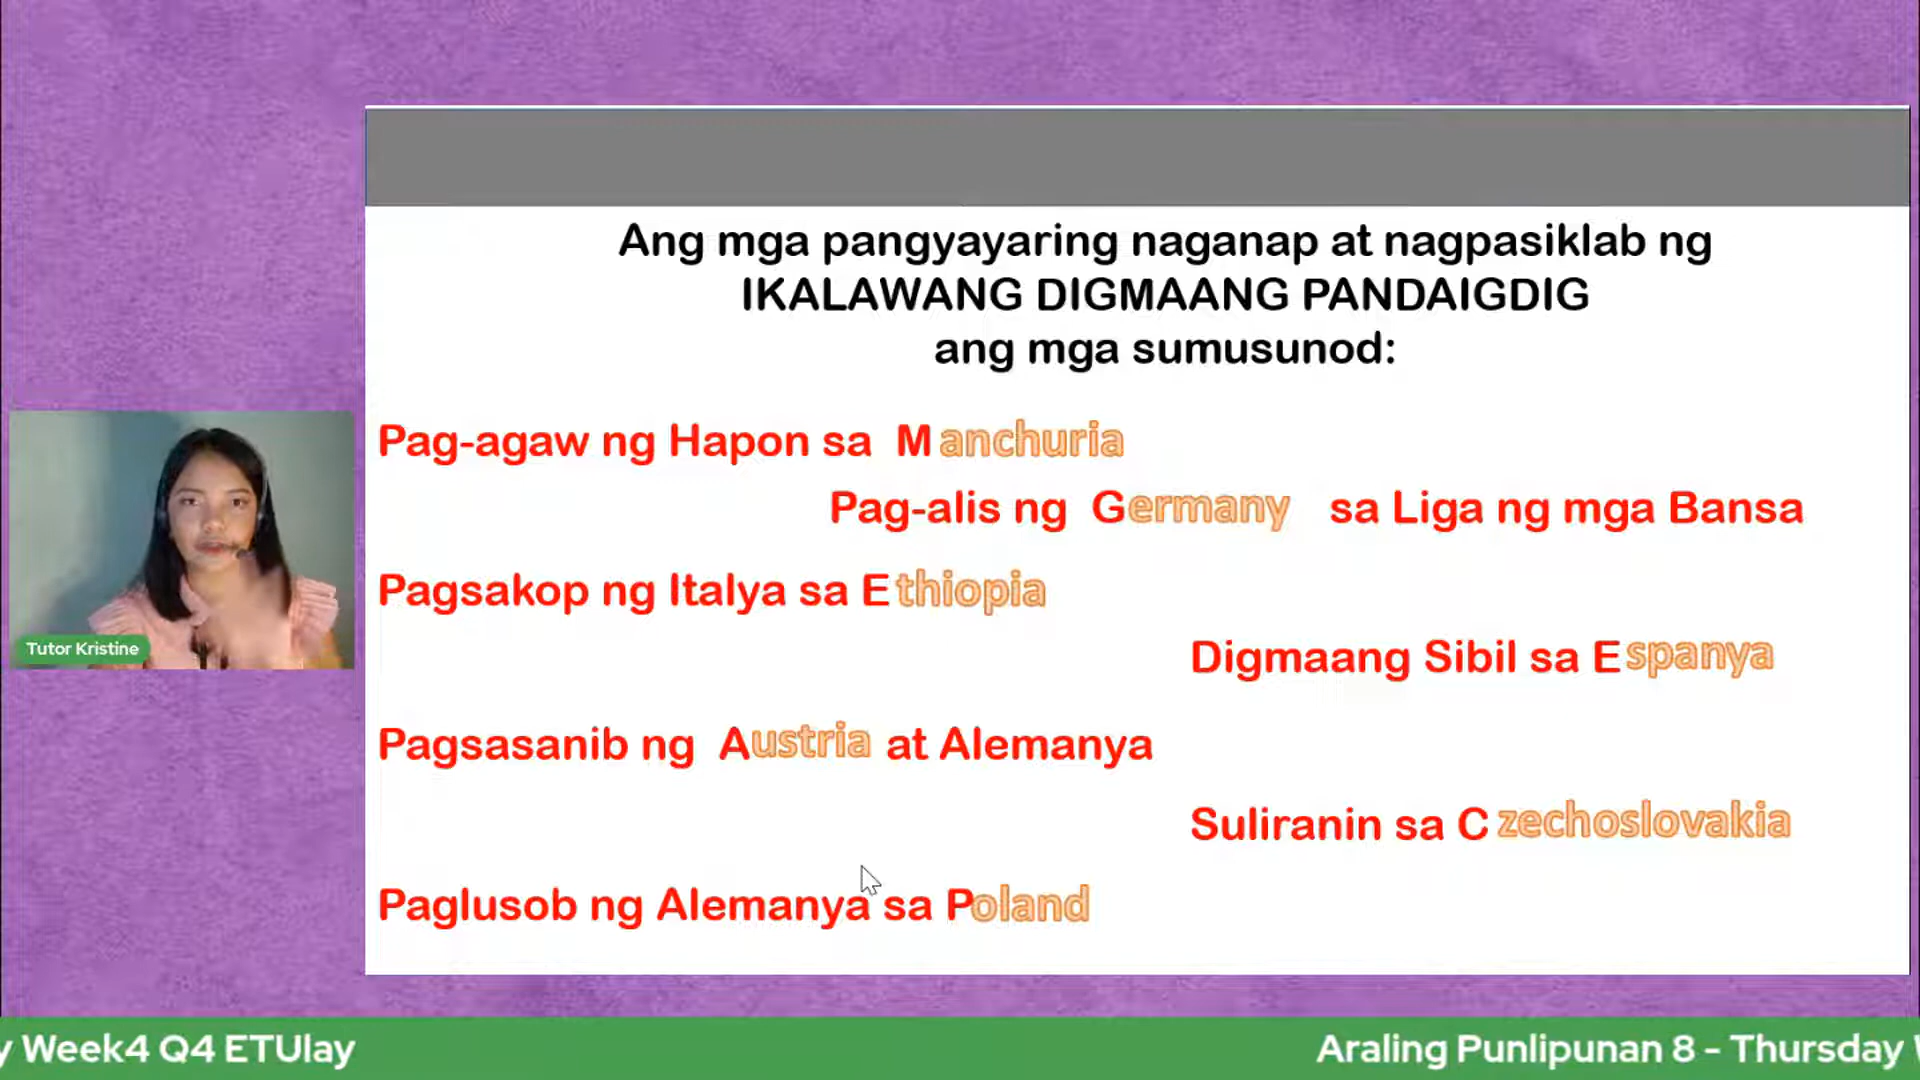 Ang mga pangyayaring naganap at nagpasiklab ng
IKALAWANG DIGMAANG PANDAIGDIG
ang mga sumusunod:
Pag-agaw ng Hapon sa Manchuria
Pag-alis ng Germany sa Liga ng mga Bansa
Pagsakop ng Italya sa Ethiopia
Digmaang Sibil sa Espanya
Pagsasanib ng Austria at Alemanya
Suliranin sa Czechoslovakia
Paglusob ng Alemanya sa Poland
Tutor Kristine
y Week4 Q4 ETUlay
Araling Punlipunan 8 - Thursday W